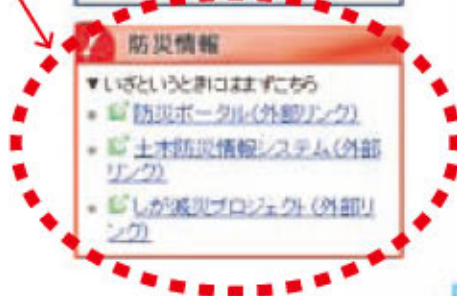 防災情報
▼いざというときにはまずこちら
防災ポータル(外部リンク)
土木防災情報システム(外部
リンク)
しが減災プロジェクト(外部リ
ンク)